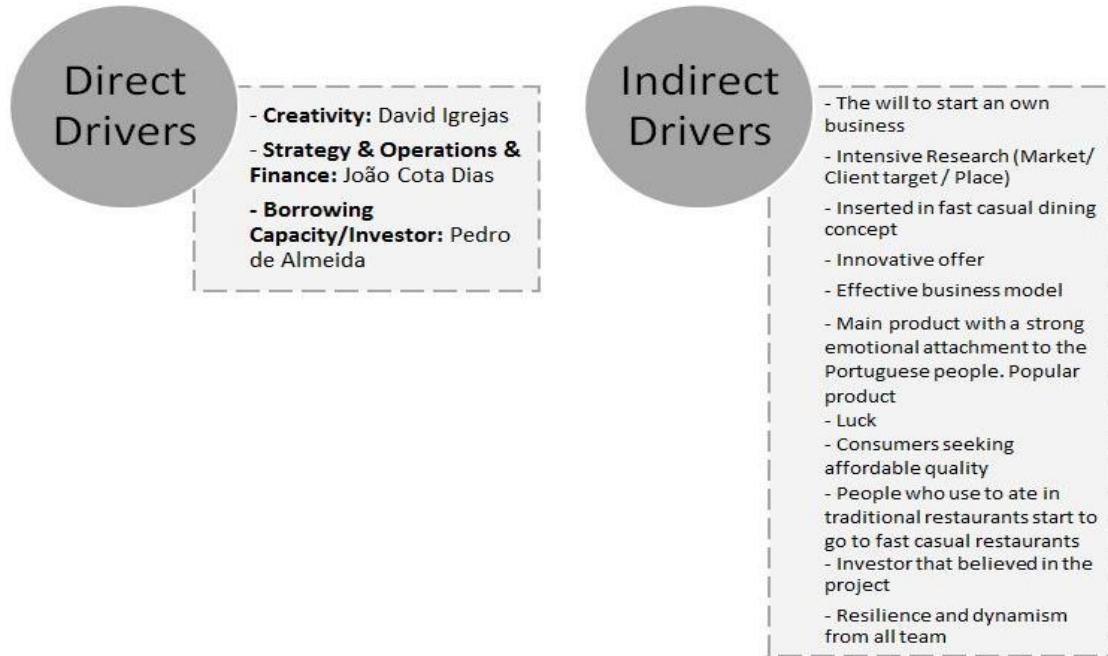 Direct
Drivers
- Creativity: David Igrejas
- Strategy & Operations &
Finance: João Cota Dias
- Borrowing
Capacity/Investor: Pedro
de Almeida
Indirect
Drivers
- The will to start an own
business
- Intensive Research (Market/
Client target / Place)
- Inserted in fast casual dining
concept
- Innovative offer
- Effective business model
- Main product with a strong
emotional attachment to the
Portuguese people. Popular
product
- Luck
- Consumers seeking
affordable quality
- People who use to ate in
traditional restaurants start to
go to fast casual restaurants
- Investor that believed in the
project
- Resilience and dynamism
from all team